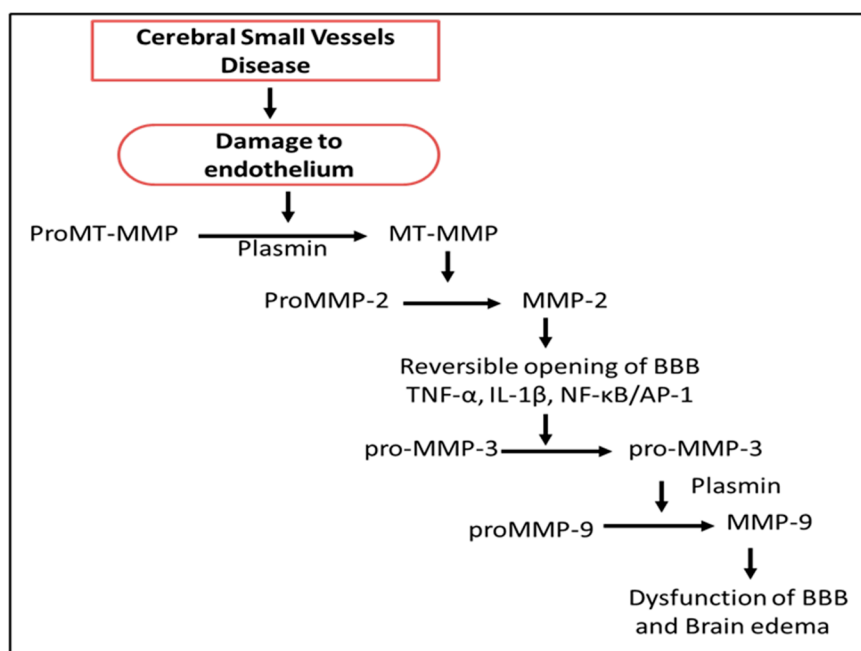 Cerebral Small Vessels
Disease
Damage to
endothelium
ProMT-MMP
Plasmin
MT-MMP
ProMMP-2
MMP-2
Reversible opening of BBB
TNF-α, IL-1β, NF-κB/AP-1
pro-MMP-3
pro-MMP-3
Plasmin
proMMP-9
MMP-9
Dysfunction of BBB
and Brain edema